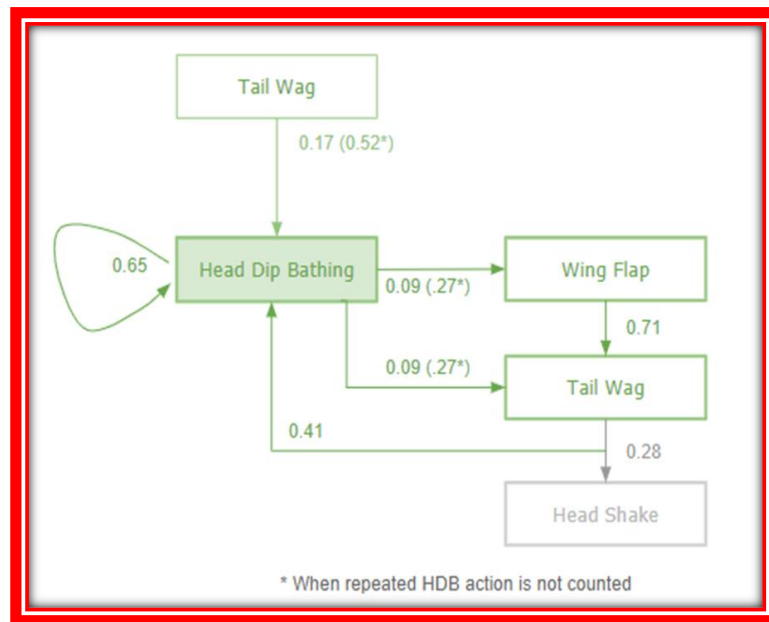 Tail Wag
0.17 (0.52*)
0.65
Head Dip Bathing
0.09 (.27*)
Wing Flap
0.71
0.09 (.27*)
Tail Wag
0.41
0.28
Head Shake
* When repeated HDB action is not counted